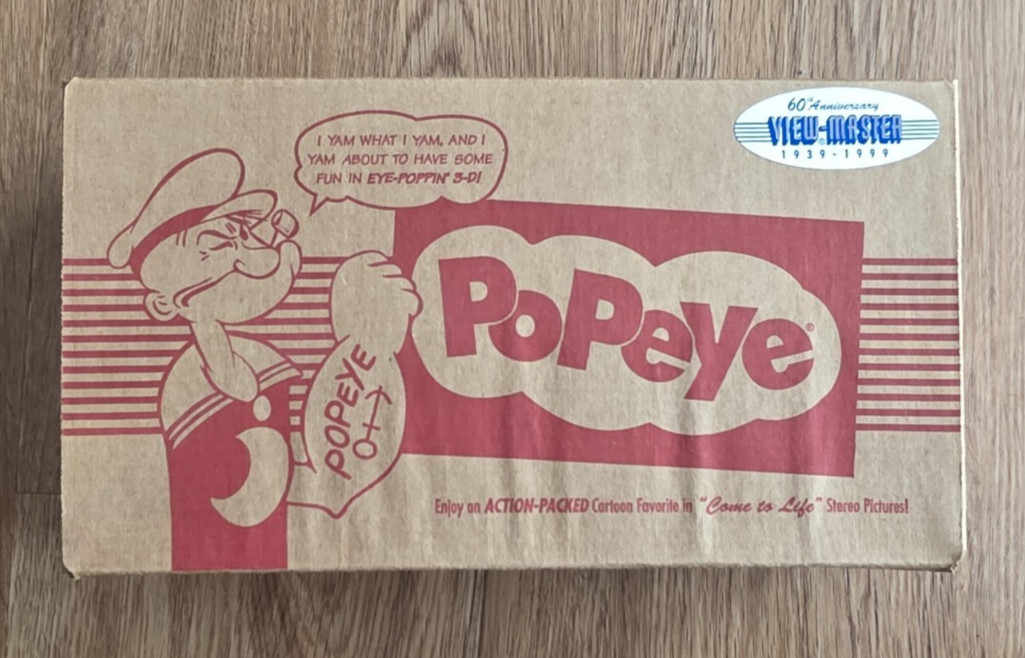 60th Anniversary
VIEW-MASTER
1939-1999
I YAM WHAT I YAM, AND I
YAM ABOUT TO HAVE SOME
FUN IN EYE-POPPIN' 3-D!
PoPeye®
POPEYE
Enjoy an ACTION-PACKED Cartoon Favorite in "Come to Life" Stereo Pictures!